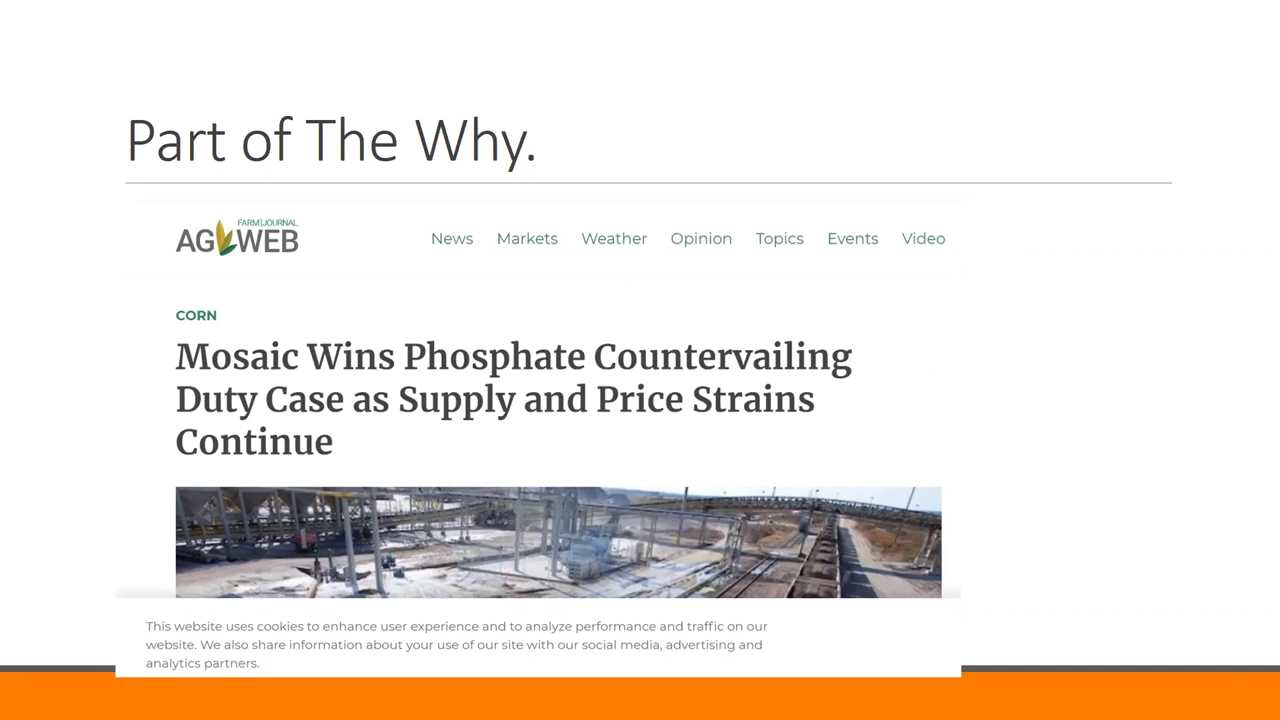 Part of The Why.
FARM|JOURNAL
AG WEB
News Markets Weather Opinion Topics Events Video
CORN
Mosaic Wins Phosphate Countervailing
Duty Case as Supply and Price Strains
Continue
This website uses cookies to enhance user experience and to analyze performance and traffic on our
website. We also share information about your use of our site with our social media, advertising and
analytics partners.